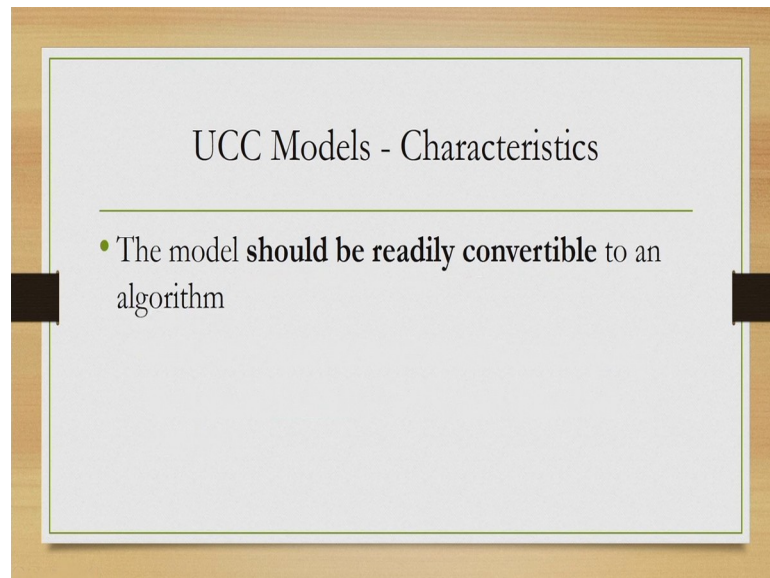 UCC Models - Characteristics
• The model should be readily convertible to an
algorithm